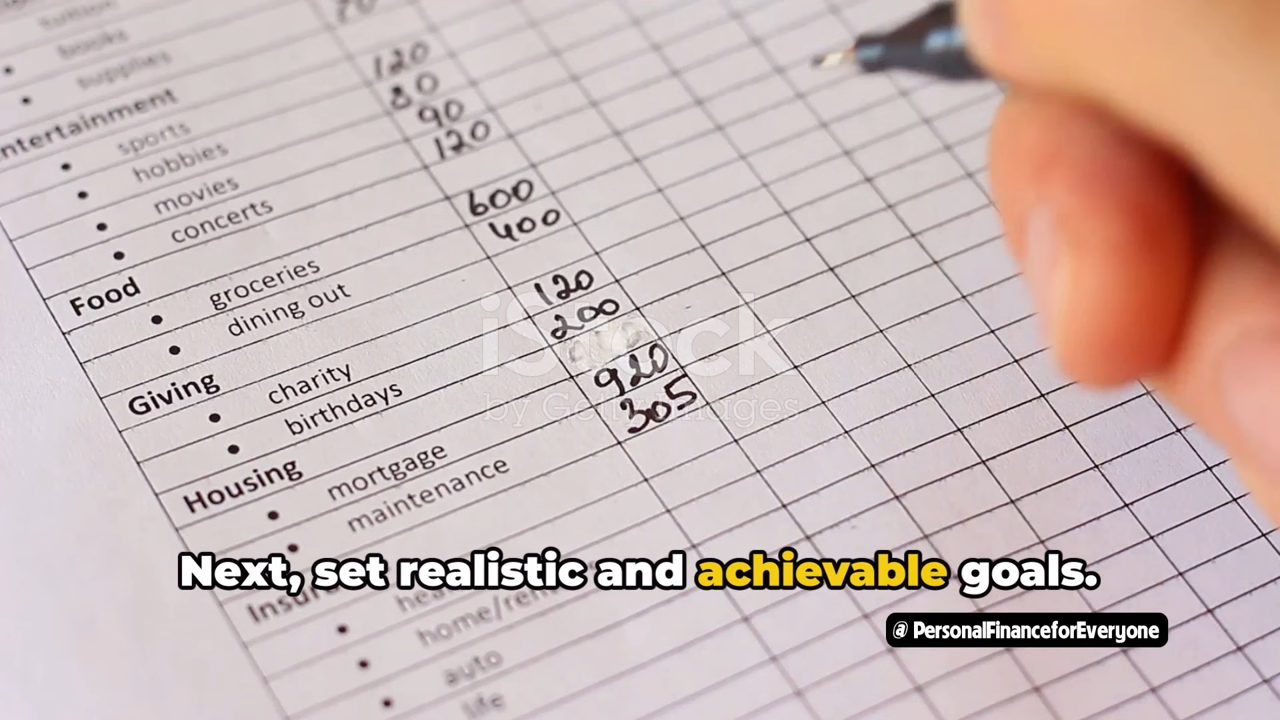 tuition
books 70
supplies
Entertainment
sports 120
hobbies 80
movies 90
concerts 120
Food
groceries 600
dining out 400
Giving
charity 120
birthdays 200
Housing
mortgage 920
maintenance 305
iStock
by Getty Images
Next, set realistic and achievable goals.
home/
auto
life
@ PersonalFinanceforEveryone